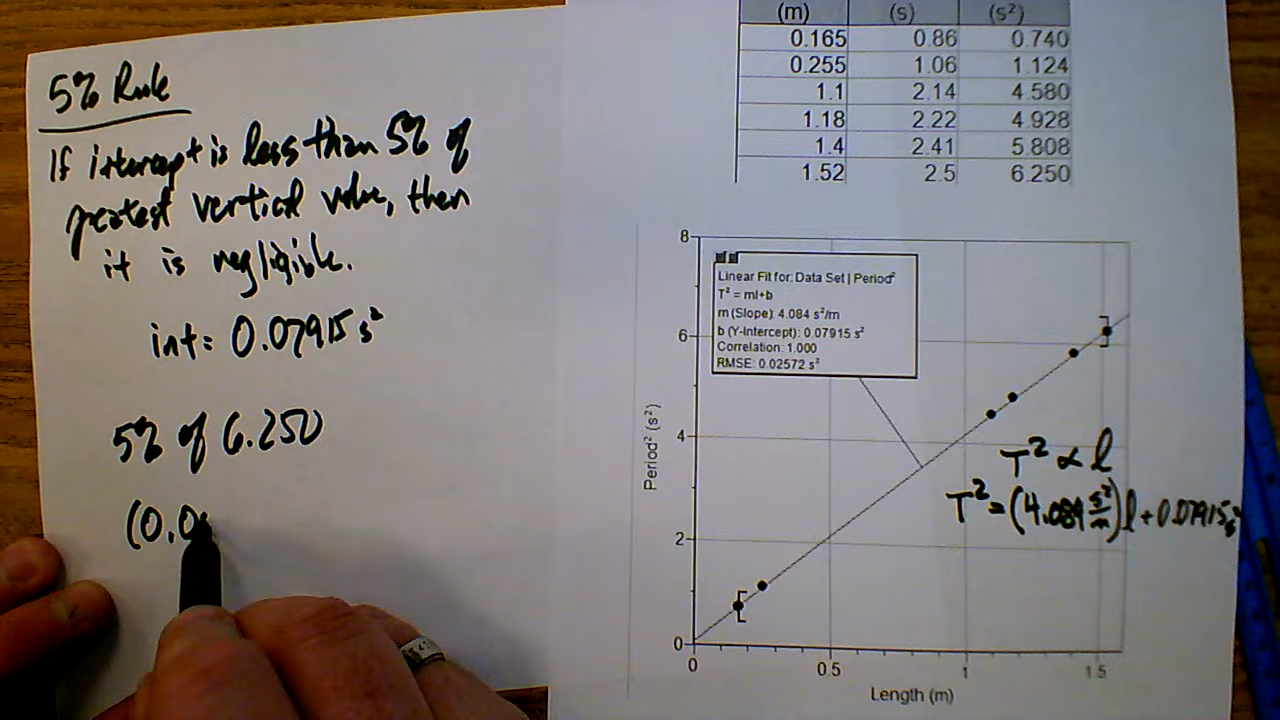 5% Rule
If intercept is less than 5% of
greatest vertical value, then
it is negligible.
int = 0.07915 s²
5% of 6.250
(0.0
(m) (s) (s²)
0.165 0.86 0.740
0.255 1.06 1.124
1.1 2.14 4.580
1.18 2.22 4.928
1.4 2.41 5.808
1.52 2.5 6.250
8
6
4
2
0
Period² (s²)
Linear Fit for: Data Set | Period²
T² = ml+b
m (Slope): 4.084 s²/m
b (Y-Intercept): 0.07915 s²
Correlation: 1.000
RMSE: 0.02572 s²
T² ∝ l
T² = (4.084 s²/m) l + 0.07915 s²
0 0.5 1 1.5
Length (m)